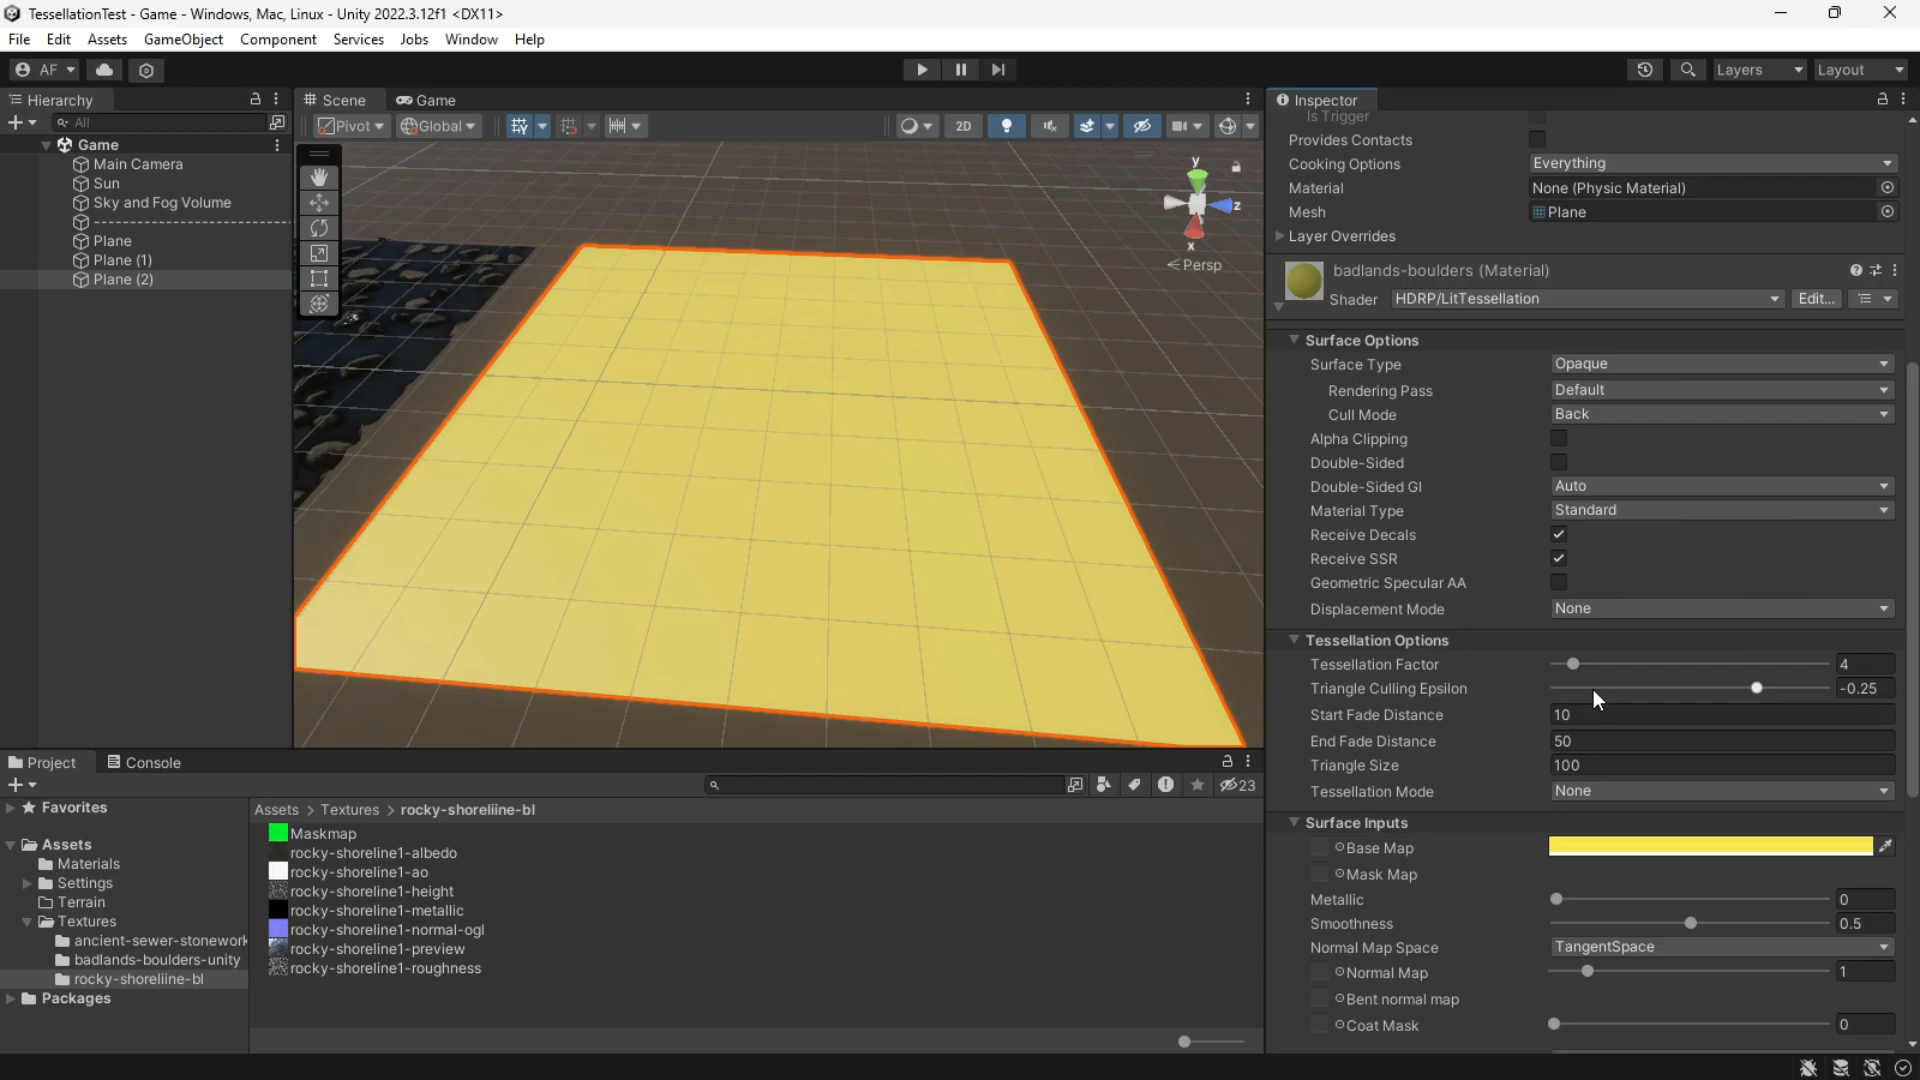 TessellationTest - Game - Windows, Mac, Linux - Unity 2022.3.12f1 <DX11>
File Edit Assets GameObject Component Services Jobs Window Help
AF Layers Layout
Hierarchy Scene Game Inspector
All Pivot Global 2D
Game
Main Camera
Sun
Sky and Fog Volume
--------------------------
Plane
Plane (1)
Plane (2)
y
z
x
Persp
Is Trigger
Provides Contacts
Cooking Options Everything
Material None (Physic Material)
Mesh Plane
Layer Overrides
badlands-boulders (Material)
Shader HDRP/LitTessellation Edit...
Surface Options
Surface Type Opaque
Rendering Pass Default
Cull Mode Back
Alpha Clipping
Double-Sided
Double-Sided GI Auto
Material Type Standard
Receive Decals
Receive SSR
Geometric Specular AA
Displacement Mode None
Tessellation Options
Tessellation Factor 4
Triangle Culling Epsilon -0.25
Start Fade Distance 10
End Fade Distance 50
Triangle Size 100
Tessellation Mode None
Surface Inputs
Base Map
Mask Map
Metallic 0
Smoothness 0.5
Normal Map Space TangentSpace
Normal Map 1
Bent normal map
Coat Mask 0
Project Console
23
Favorites
Assets
Materials
Settings
Terrain
Textures
ancient-sewer-stonework
badlands-boulders-unity
rocky-shoreliine-bl
Packages
Assets > Textures > rocky-shoreliine-bl
Maskmap
rocky-shoreline1-albedo
rocky-shoreline1-ao
rocky-shoreline1-height
rocky-shoreline1-metallic
rocky-shoreline1-normal-ogl
rocky-shoreline1-preview
rocky-shoreline1-roughness